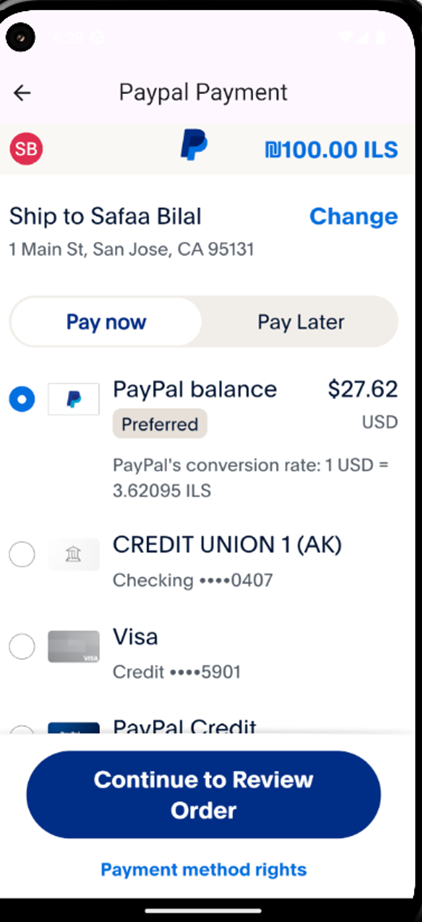 Paypal Payment
SB
₪100.00 ILS
Ship to Safaa Bilal
Change
1 Main St, San Jose, CA 95131
Pay now
Pay Later
PayPal balance
$27.62
Preferred
USD
PayPal's conversion rate: 1 USD =
3.62095 ILS
CREDIT UNION 1 (AK)
Checking ••••0407
Visa
VISA
Credit ••••5901
PayPal Credit
Continue to Review
Order
Payment method rights